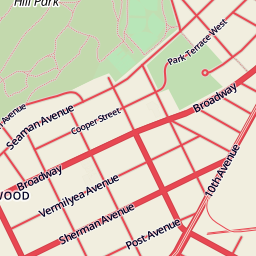 Hill Park
Park Terrace West
Avenue
Seaman Avenue
Cooper Street
Broadway
Broadway
10th Avenue
WOOD
Vermilyea Avenue
Sherman Avenue
Post Avenue